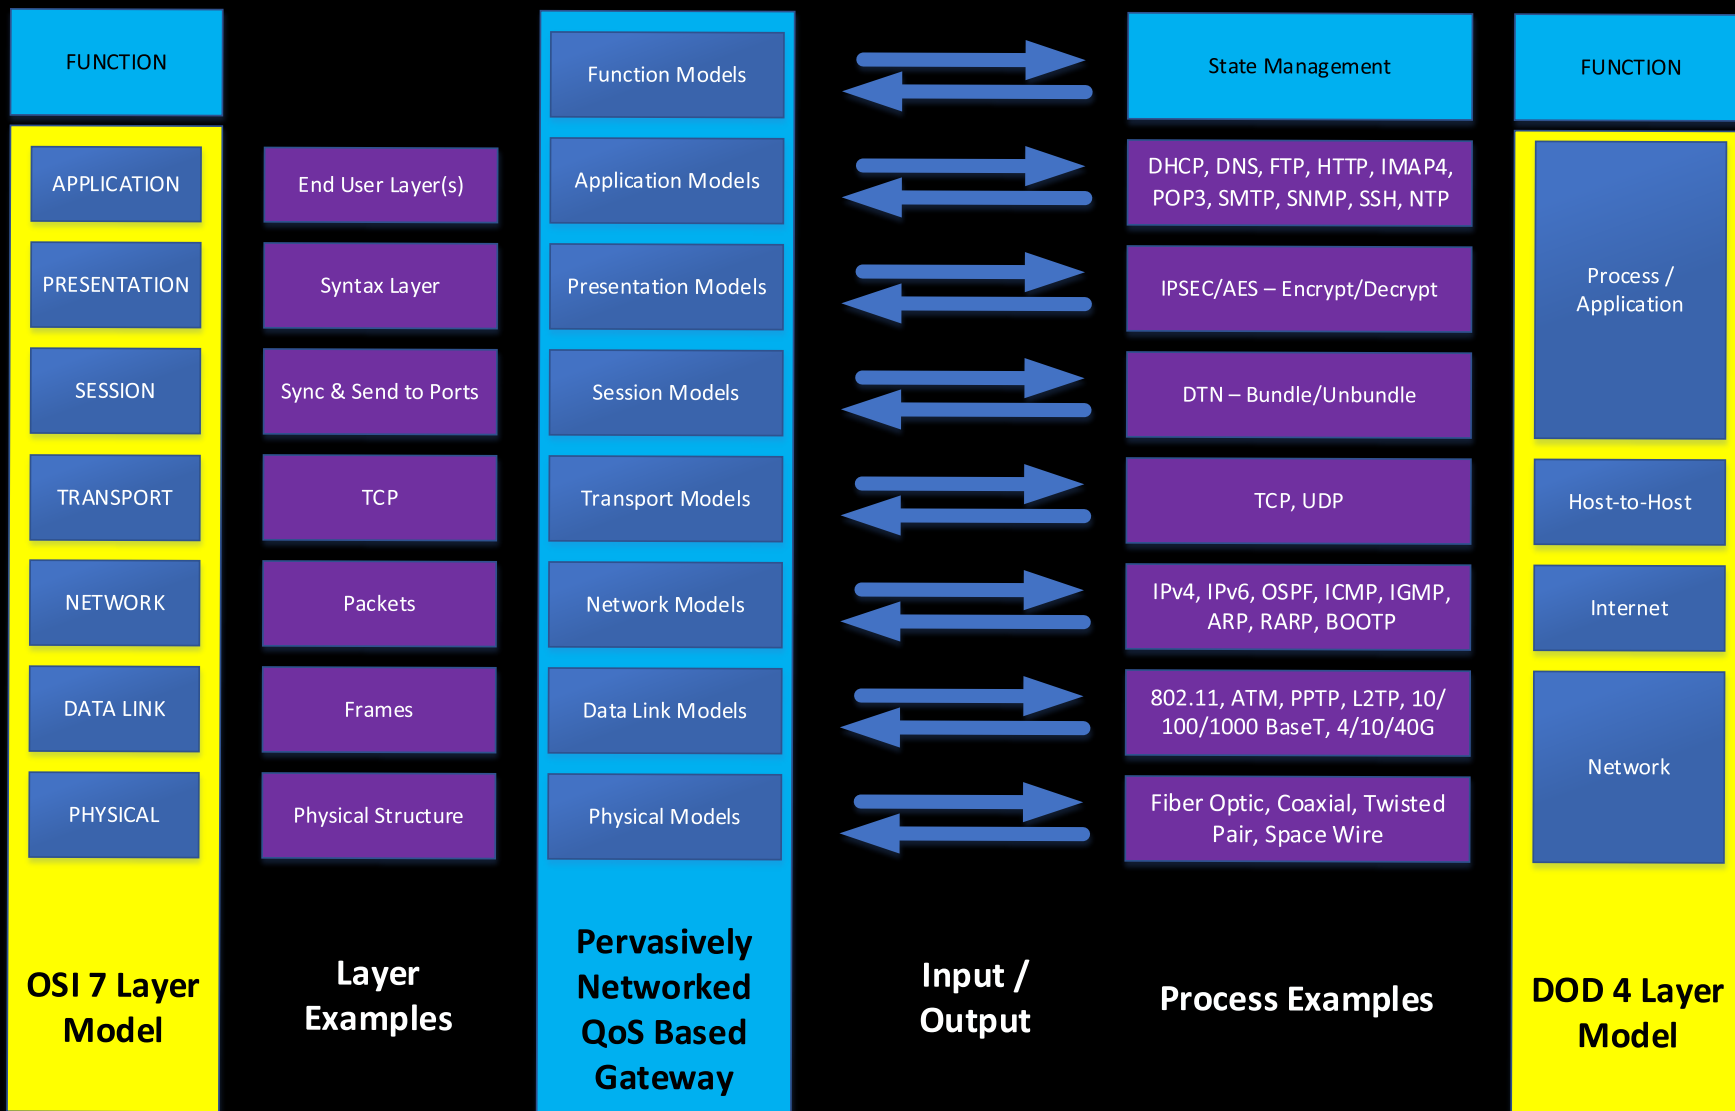 FUNCTION
Function Models
State Management
FUNCTION
APPLICATION
End User Layer(s)
Application Models
DHCP, DNS, FTP, HTTP, IMAP4,
POP3, SMTP, SNMP, SSH, NTP
Process /
Application
PRESENTATION
Syntax Layer
Presentation Models
IPSEC/AES – Encrypt/Decrypt
SESSION
Sync & Send to Ports
Session Models
DTN – Bundle/Unbundle
TRANSPORT
TCP
Transport Models
TCP, UDP
Host-to-Host
NETWORK
Packets
Network Models
IPv4, IPv6, OSPF, ICMP, IGMP,
ARP, RARP, BOOTP
Internet
DATA LINK
Frames
Data Link Models
802.11, ATM, PPTP, L2TP, 10/
100/1000 BaseT, 4/10/40G
Network
PHYSICAL
Physical Structure
Physical Models
Fiber Optic, Coaxial, Twisted
Pair, Space Wire
OSI 7 Layer
Model
Layer
Examples
Pervasively
Networked
QoS Based
Gateway
Input /
Output
Process Examples
DOD 4 Layer
Model